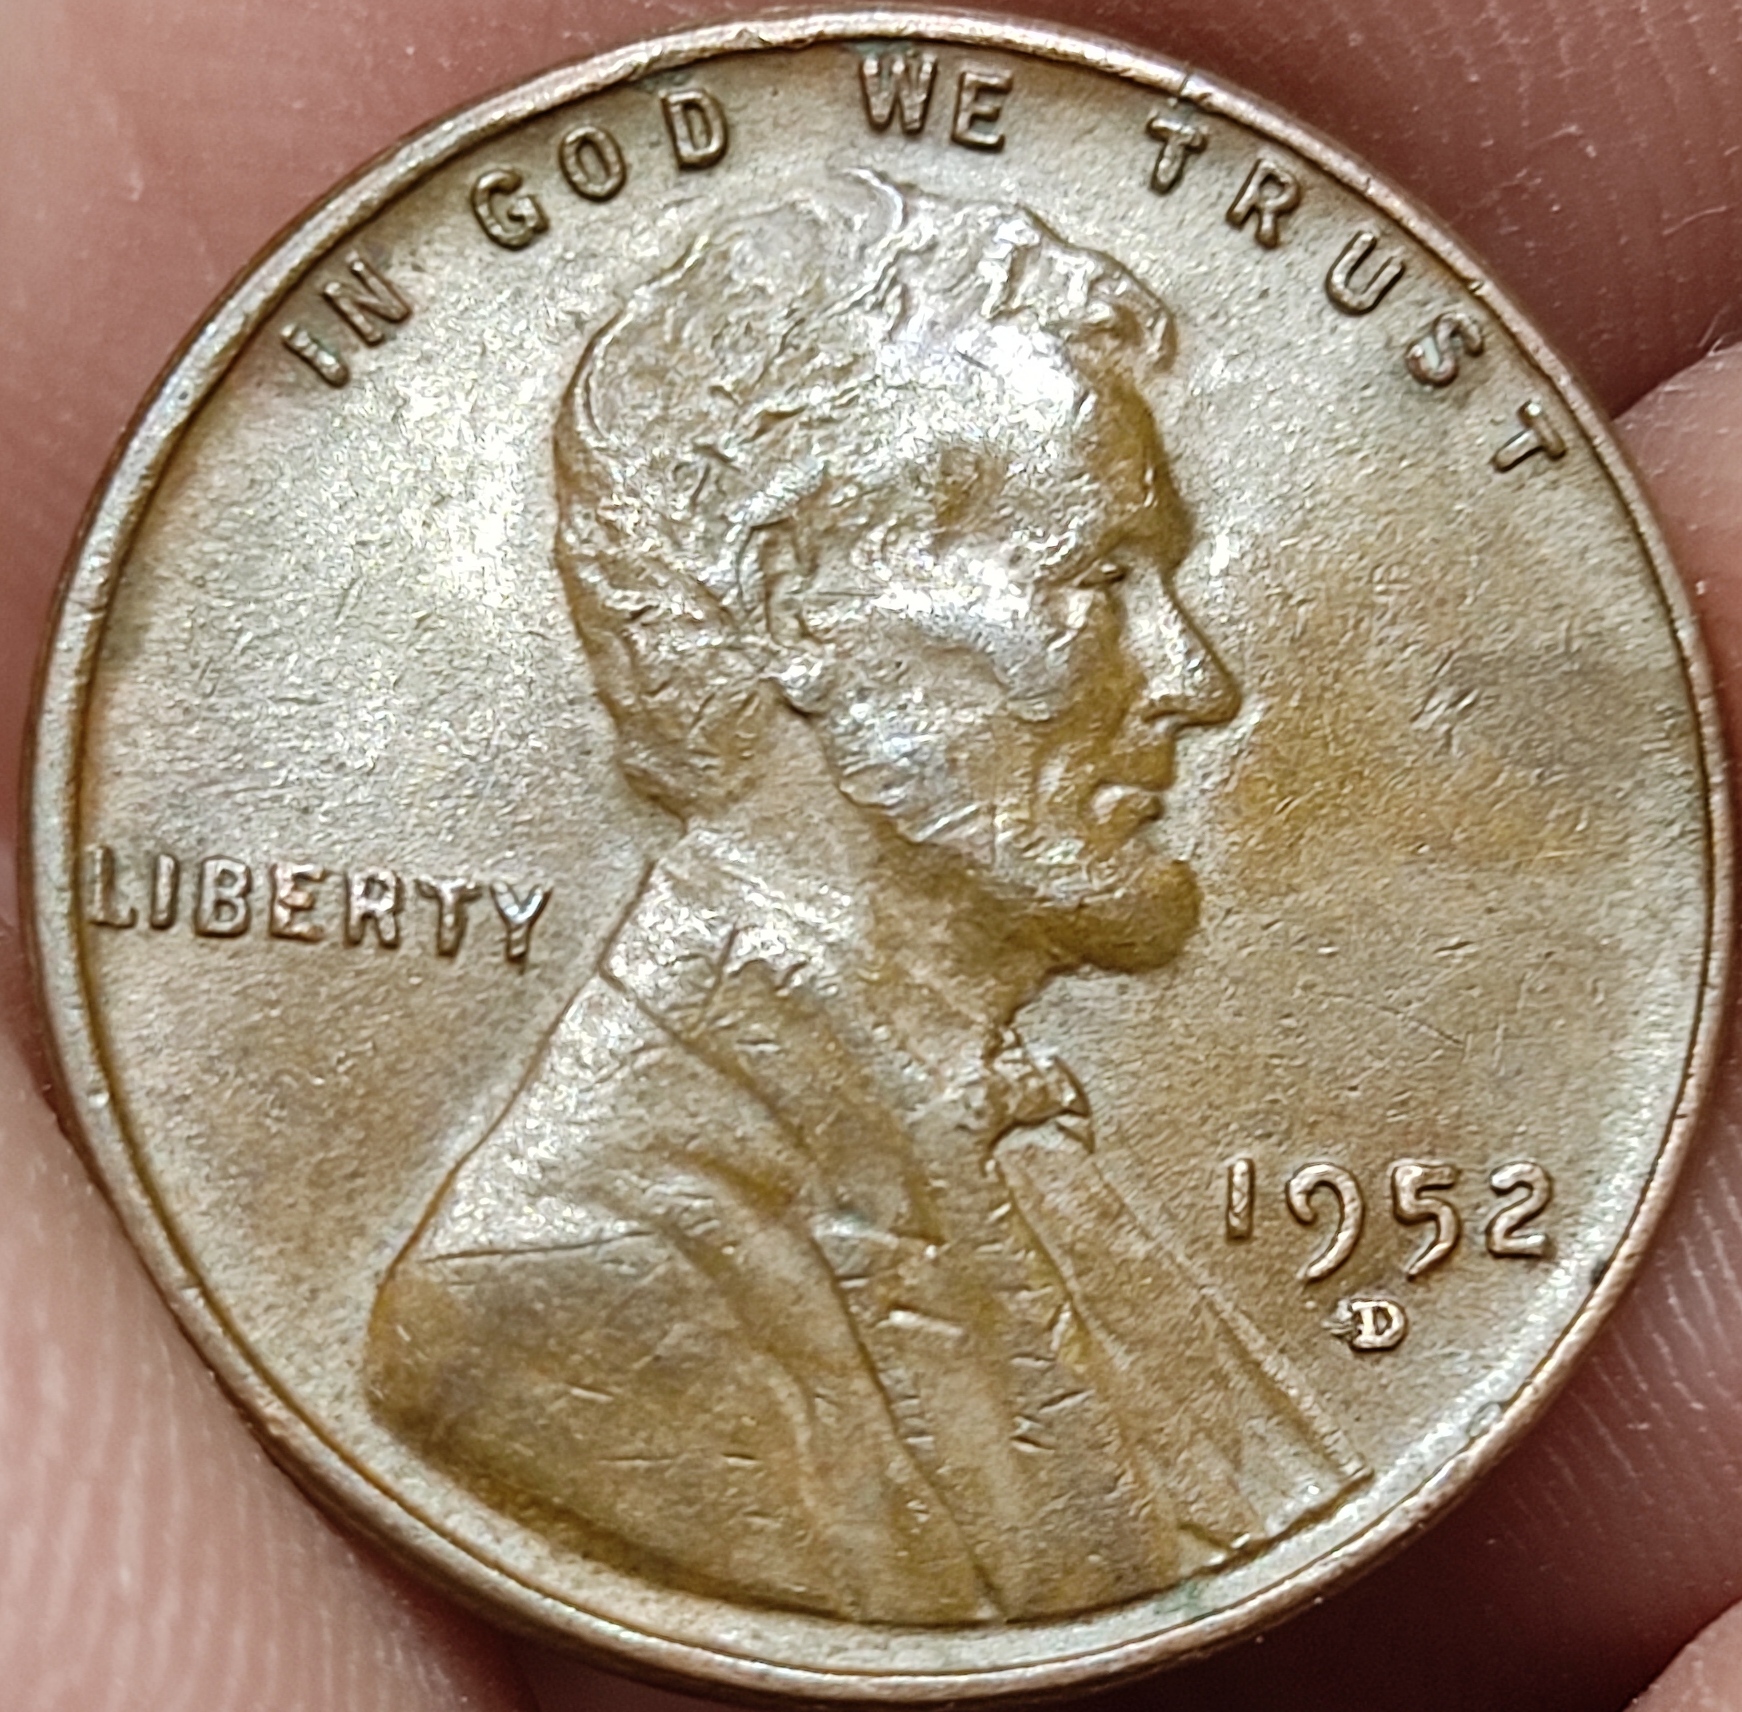 IN GOD WE TRUST
LIBERTY
1952
D